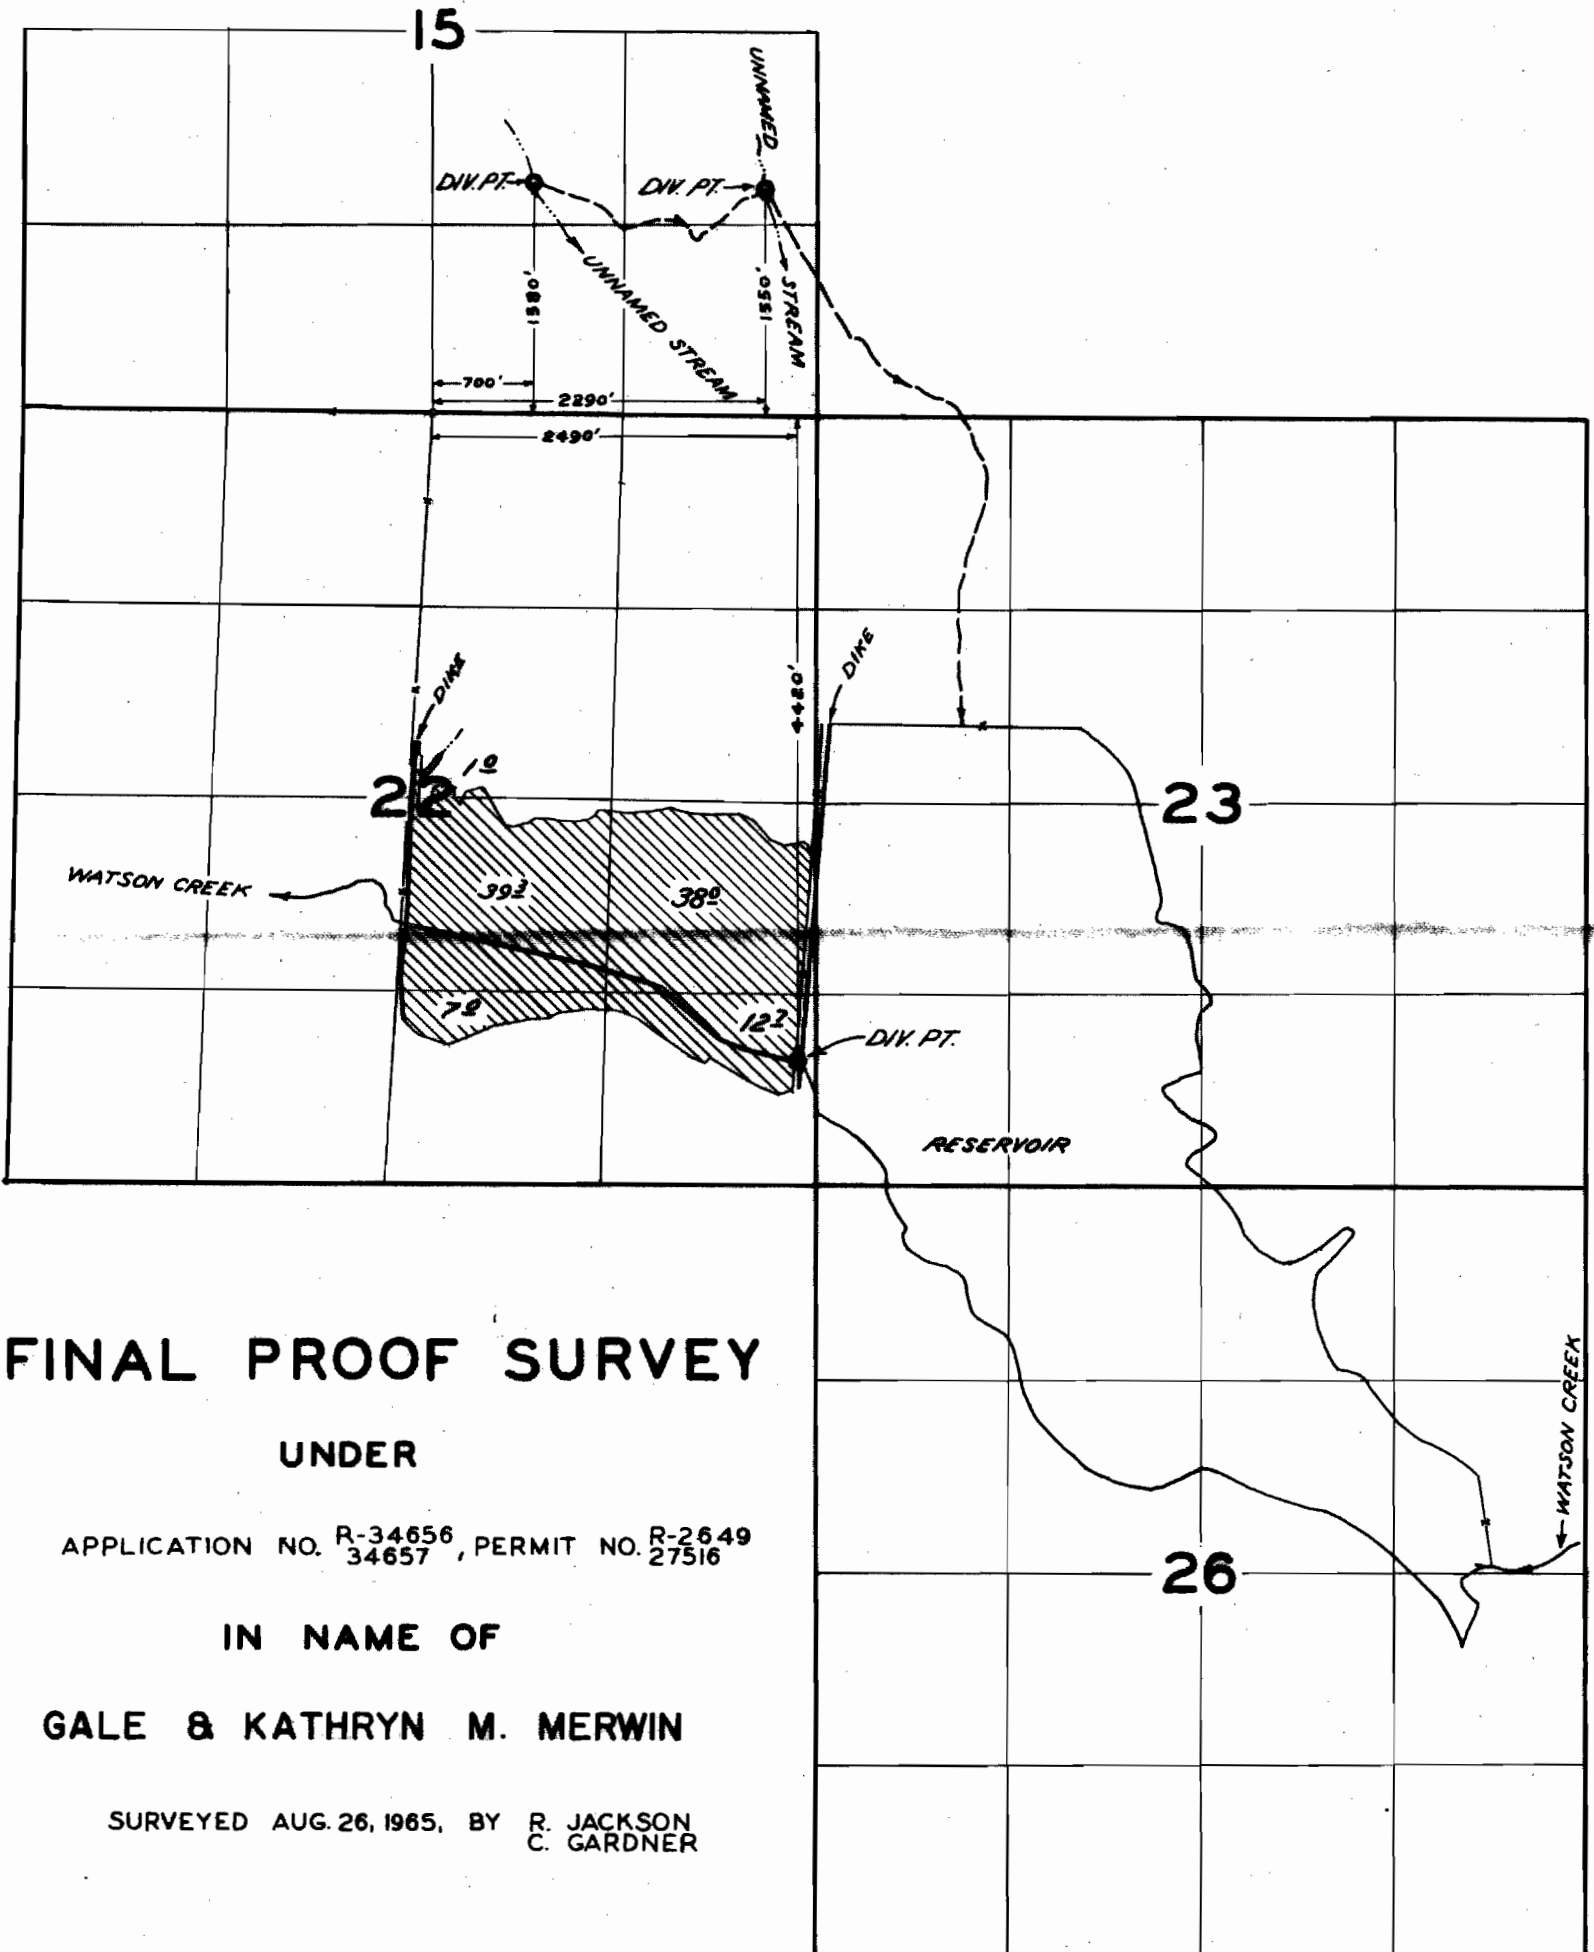 15
UNNAMED
DIV. PT.
DIV. PT.
UNNAMED STREAM
STREAM
1580'
1550'
700'
2290'
2490'
DIKE
DIKE
4420'
1 0
22
23
WATSON CREEK
39 3
38 0
7 0
DIV. PT.
RESERVOIR
FINAL PROOF SURVEY
UNDER
APPLICATION NO. R-34656 34657, PERMIT NO. R-2649 27516
WATSON CREEK
26
IN NAME OF
GALE & KATHRYN M. MERWIN
SURVEYED AUG. 26, 1965, BY R. JACKSON
C. GARDNER